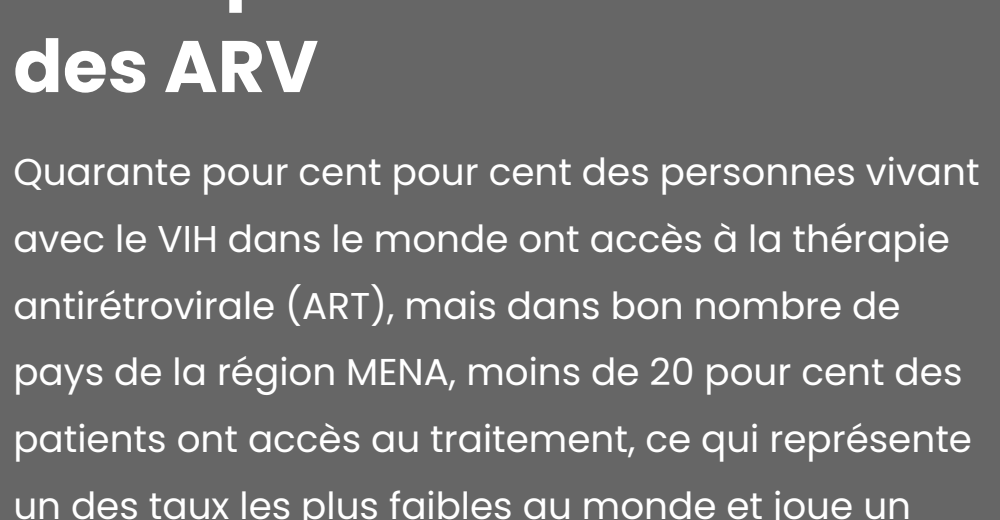 des ARV
Quarante pour cent pour cent des personnes vivant
avec le VIH dans le monde ont accès à la thérapie
antirétrovirale (ART), mais dans bon nombre de
pays de la région MENA, moins de 20 pour cent des
patients ont accès au traitement, ce qui représente
un des taux les plus faibles au monde et joue un